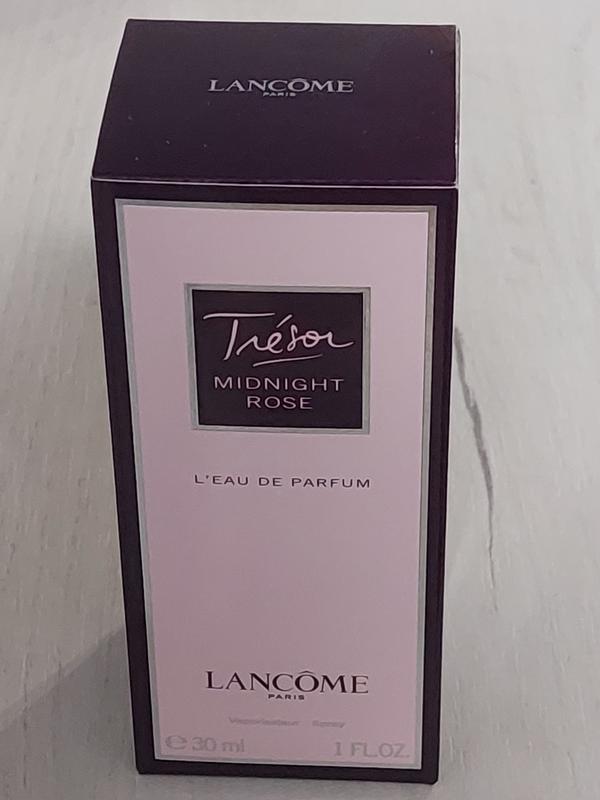 LANCÔME
PARIS
Trésor
MIDNIGHT
ROSE
L'EAU DE PARFUM
LANCÔME
PARIS
Vaporisateur Spray
℮ 30 ml 1 FL.OZ.